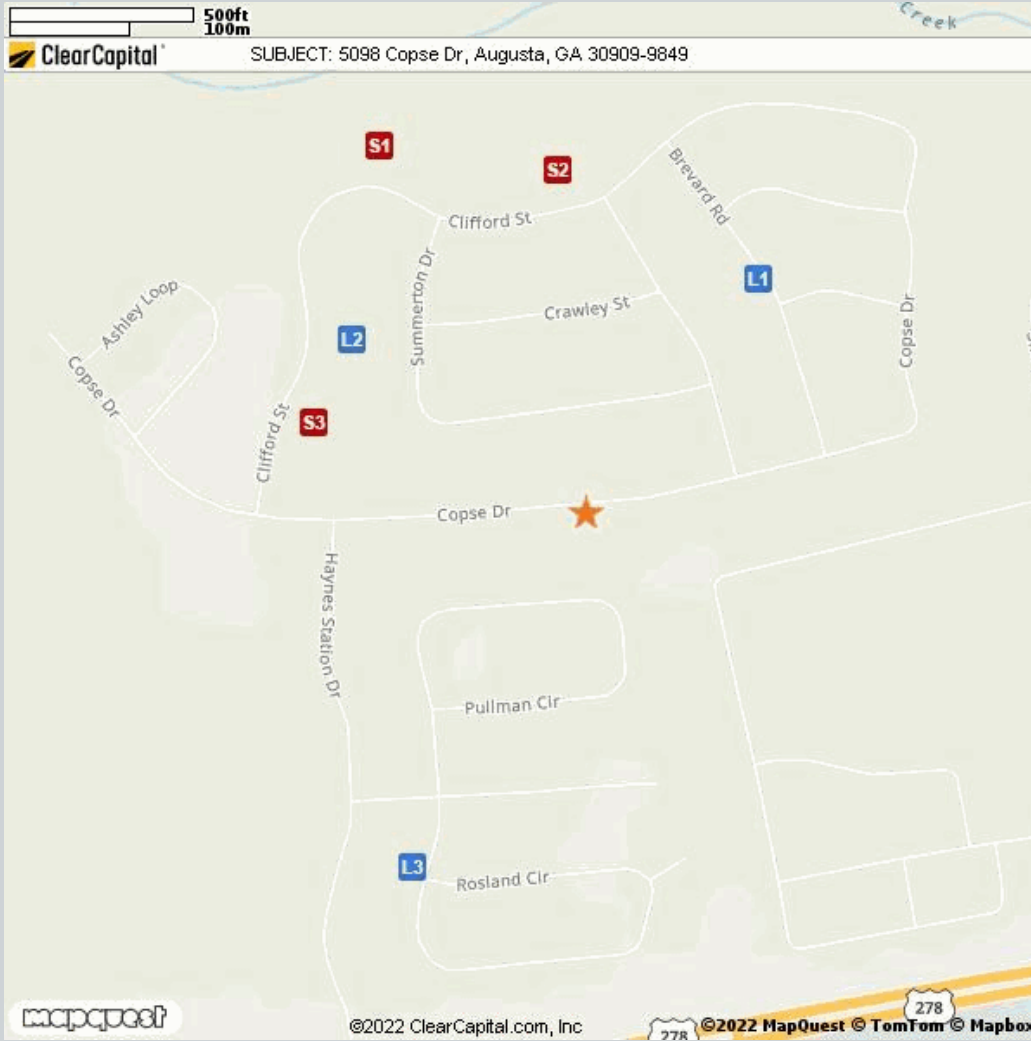 500ft
100m
Creek
ClearCapital
SUBJECT: 5098 Copse Dr, Augusta, GA 30909-9849
S1
S2
Brevard Rd
Clifford St
L1
Summerton Dr
Ashley Loop
Crawley St
Copse Dr
L2
Copse Dr
Clifford St
S3
Copse Dr
Haynes Station Dr
Pullman Cir
L3
Rosland Cir
278
278
mapquest
©2022 ClearCapital.com, Inc
©2022 MapQuest © TomTom © Mapbox